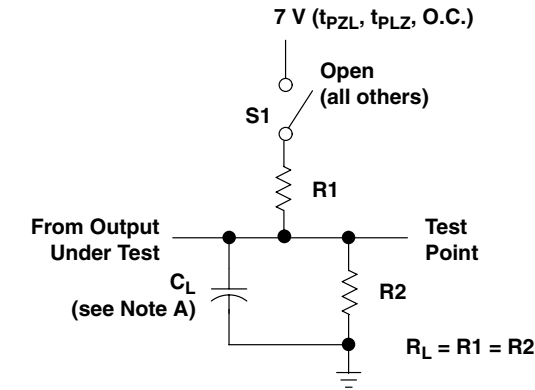 7 V (tPZL, tPLZ, O.C.)
Open
(all others)
S1
R1
From Output
Under Test
Test
Point
CL
(see Note A)
R2
RL = R1 = R2